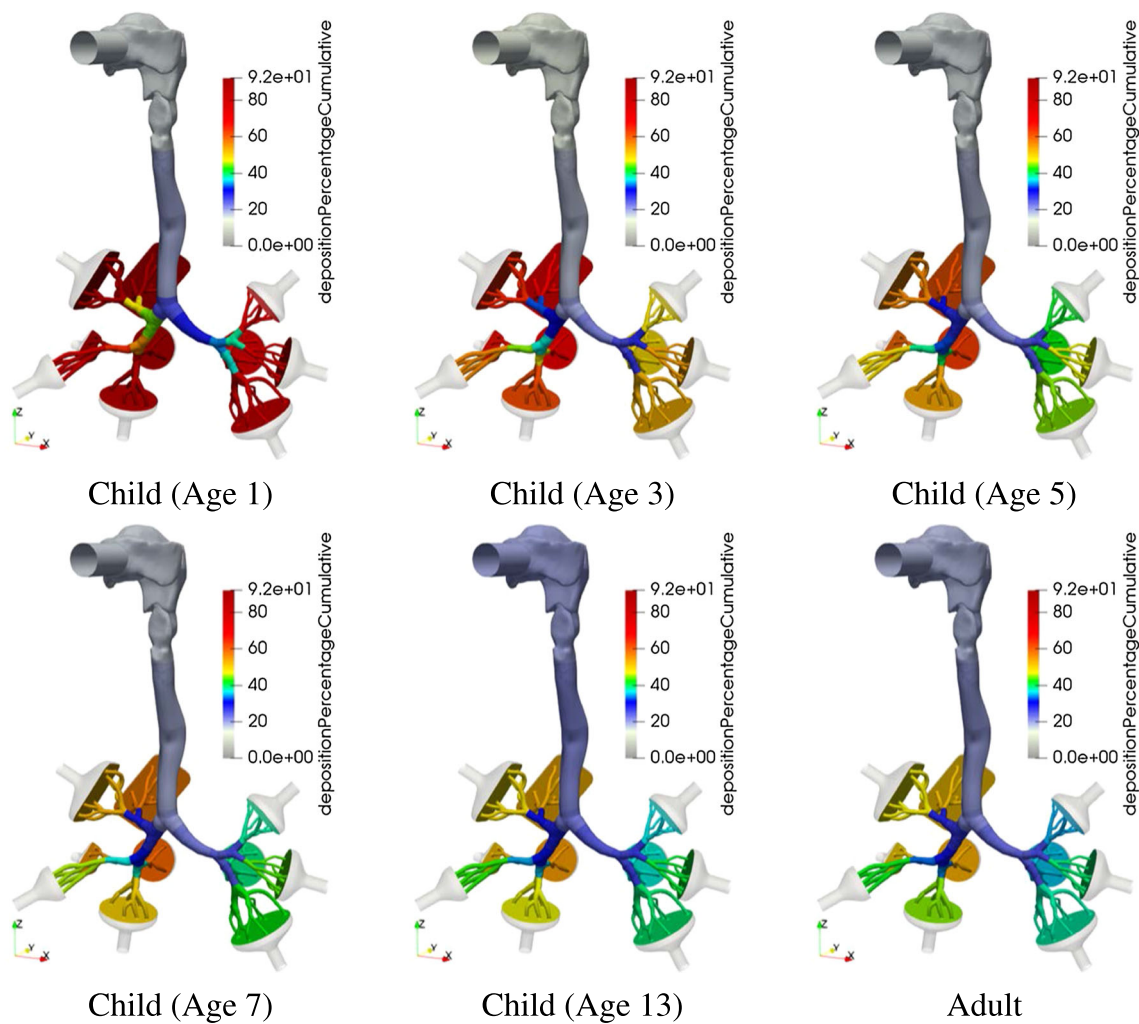 9.2e+01
80
60
40
20
0.0e+00
depositionPercentageCumulative
Z
Y
X
Child (Age 1)
9.2e+01
80
60
40
20
0.0e+00
depositionPercentageCumulative
Z
Y
X
Child (Age 3)
9.2e+01
80
60
40
20
0.0e+00
depositionPercentageCumulative
Z
Y
X
Child (Age 5)
9.2e+01
80
60
40
20
0.0e+00
depositionPercentageCumulative
Z
Y
X
Child (Age 7)
9.2e+01
80
60
40
20
0.0e+00
depositionPercentageCumulative
Z
Y
X
Child (Age 13)
9.2e+01
80
60
40
20
0.0e+00
depositionPercentageCumulative
Z
Y
X
Adult